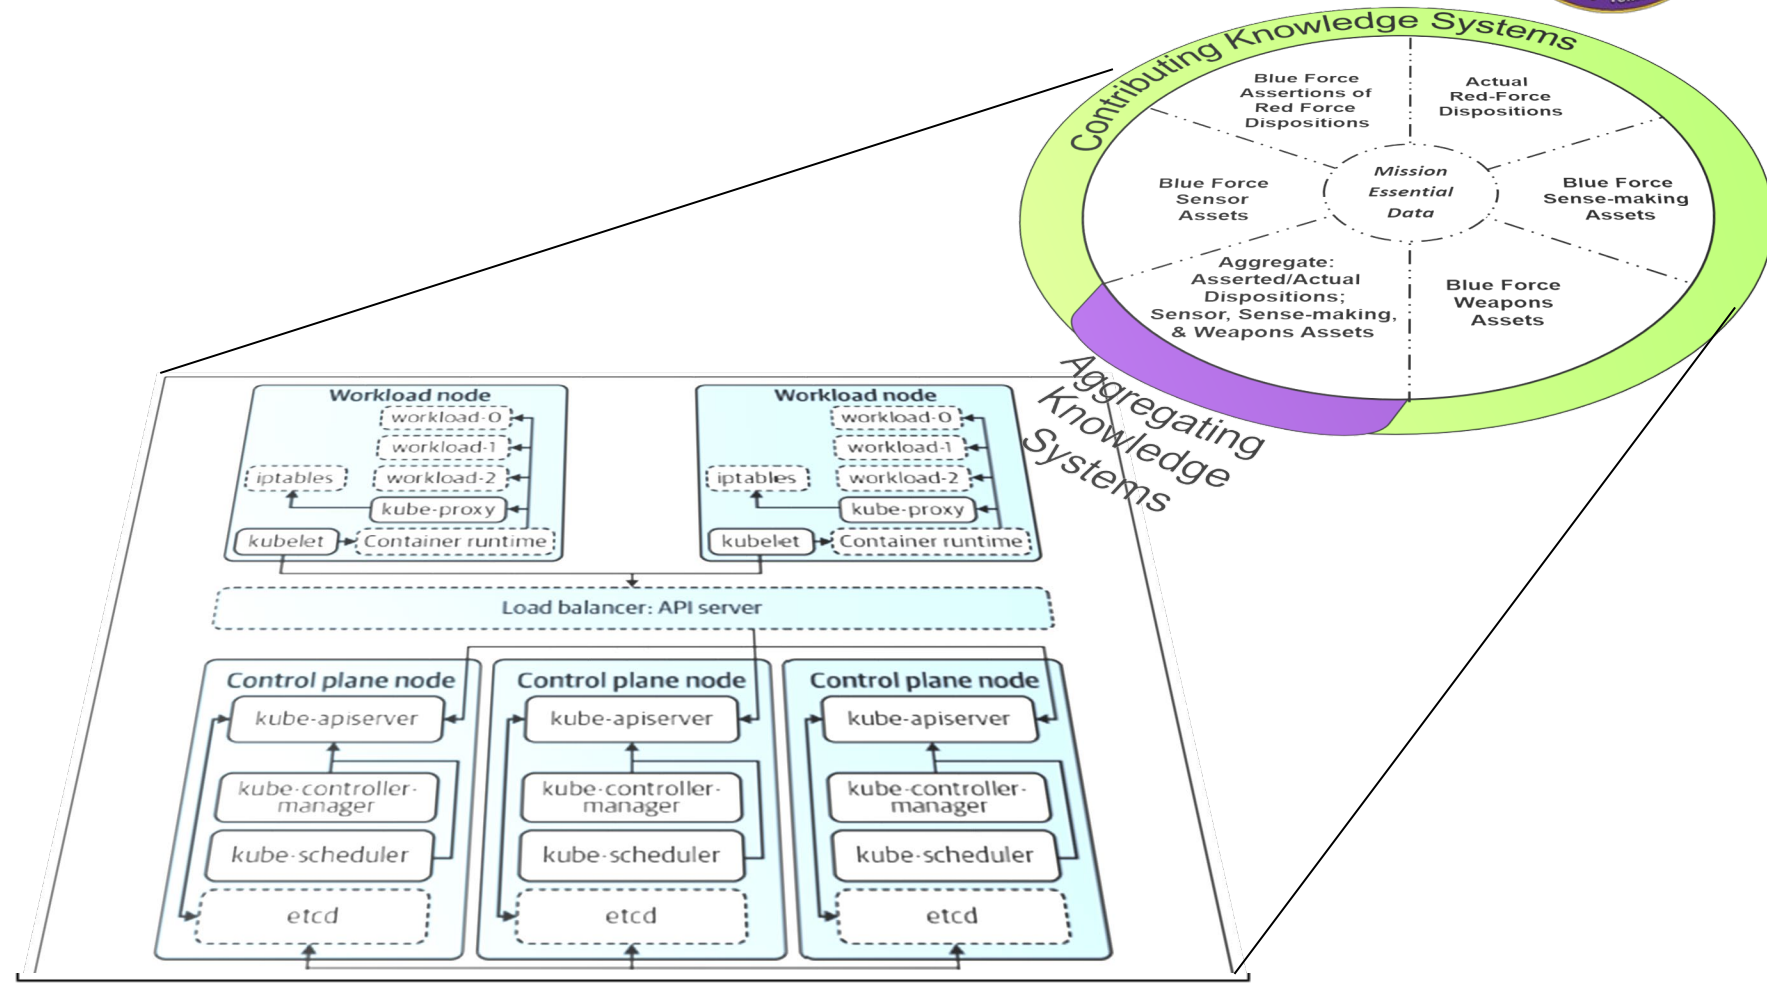 Contributing Knowledge Systems
Blue Force
Assertions of
Red Force
Dispositions
Actual
Red-Force
Dispositions
Blue Force
Sensor
Assets
Mission
Essential
Data
Blue Force
Sense-making
Assets
Aggregate:
Asserted/Actual
Dispositions;
Sensor, Sense-making,
& Weapons Assets
Blue Force
Weapons
Assets
Aggregating
Knowledge
Systems
Workload node
workload-0
workload-1
iptables
workload-2
kube-proxy
kubelet
Container runtime
Workload node
workload-0
workload-1
iptables
workload-2
kube-proxy
kubelet
Container runtime
Load balancer: API server
Control plane node
kube-apiserver
kube-controller-
manager
kube-scheduler
etcd
Control plane node
kube-apiserver
kube-controller-
manager
kube-scheduler
etcd
Control plane node
kube-apiserver
kube-controller-
manager
kube-scheduler
etcd